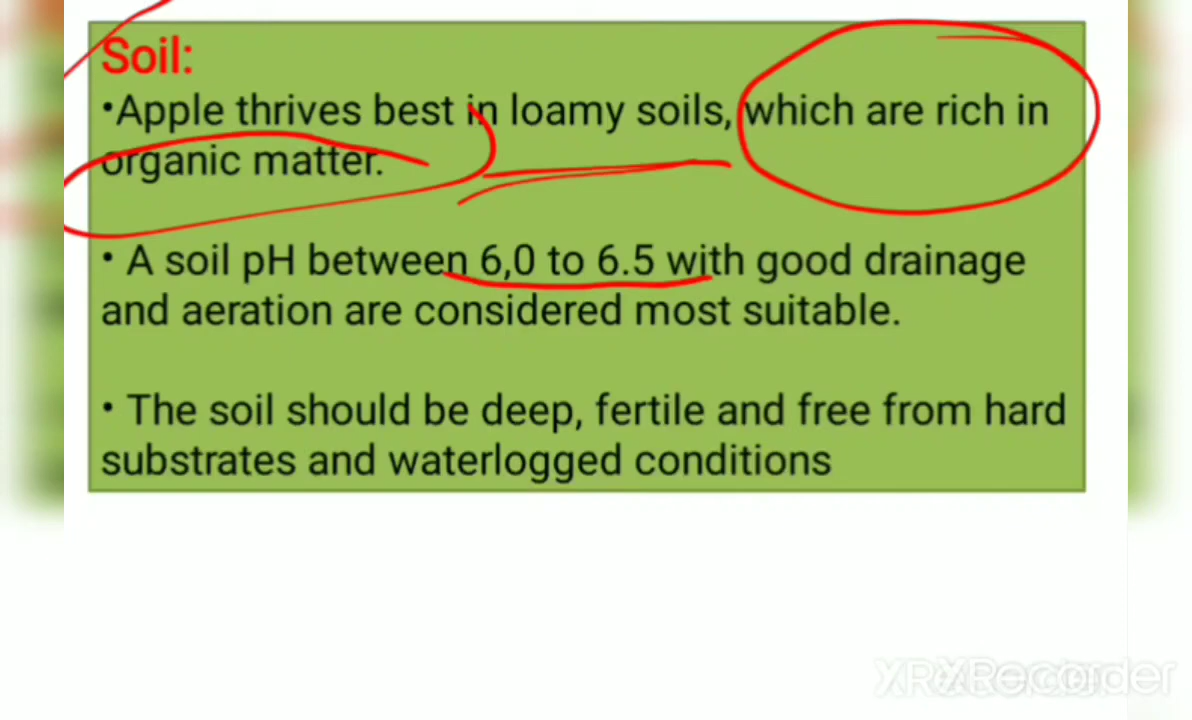 Soil:
•Apple thrives best in loamy soils, which are rich in
organic matter.
• A soil pH between 6,0 to 6.5 with good drainage
and aeration are considered most suitable.
• The soil should be deep, fertile and free from hard
substrates and waterlogged conditions
XRecorder